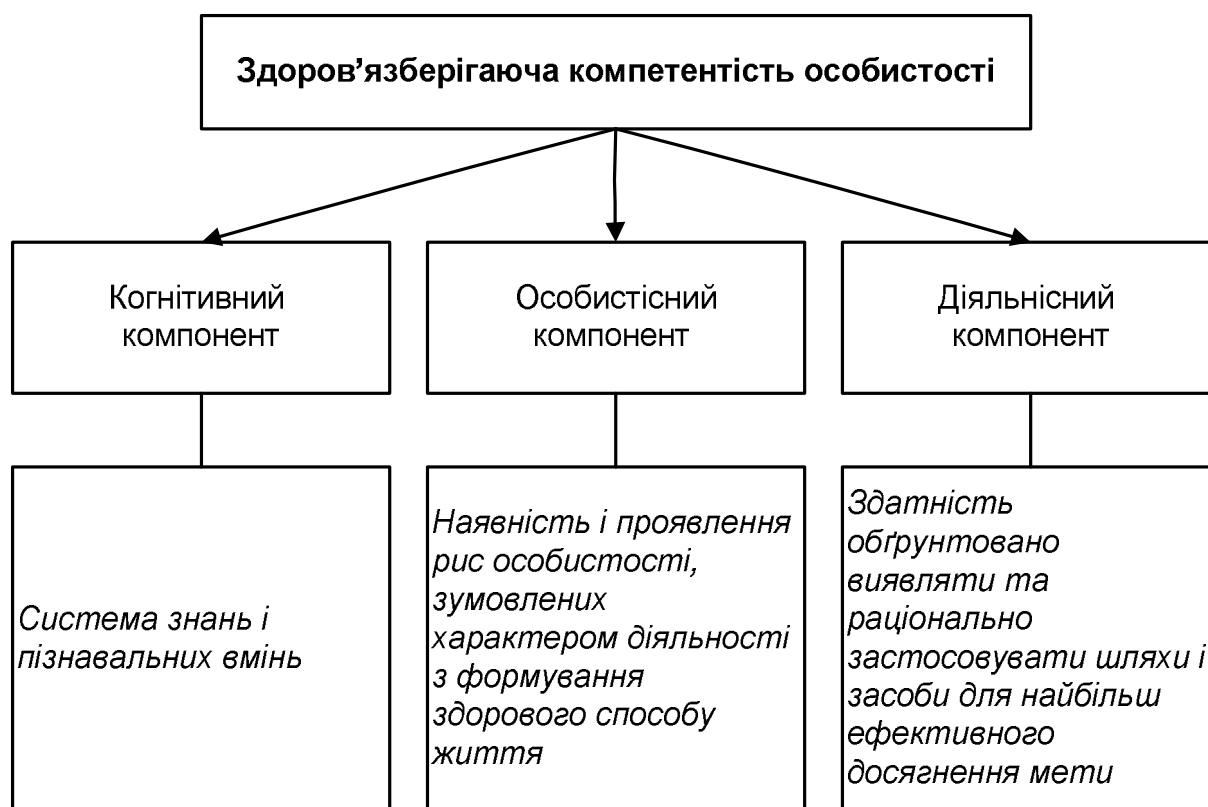 Здоров’язберігаюча компетентість особистості
Когнітивний
компонент
Особистісний
компонент
Діяльнісний
компонент
Система знань і
пізнавальних вмінь
Наявність і проявлення
рис особистості,
зумовлених
характером діяльності
з формування
здорового способу
життя
Здатність
обґрунтовано
виявляти та
раціонально
застосовувати шляхи і
засоби для найбільш
ефективного
досягнення мети